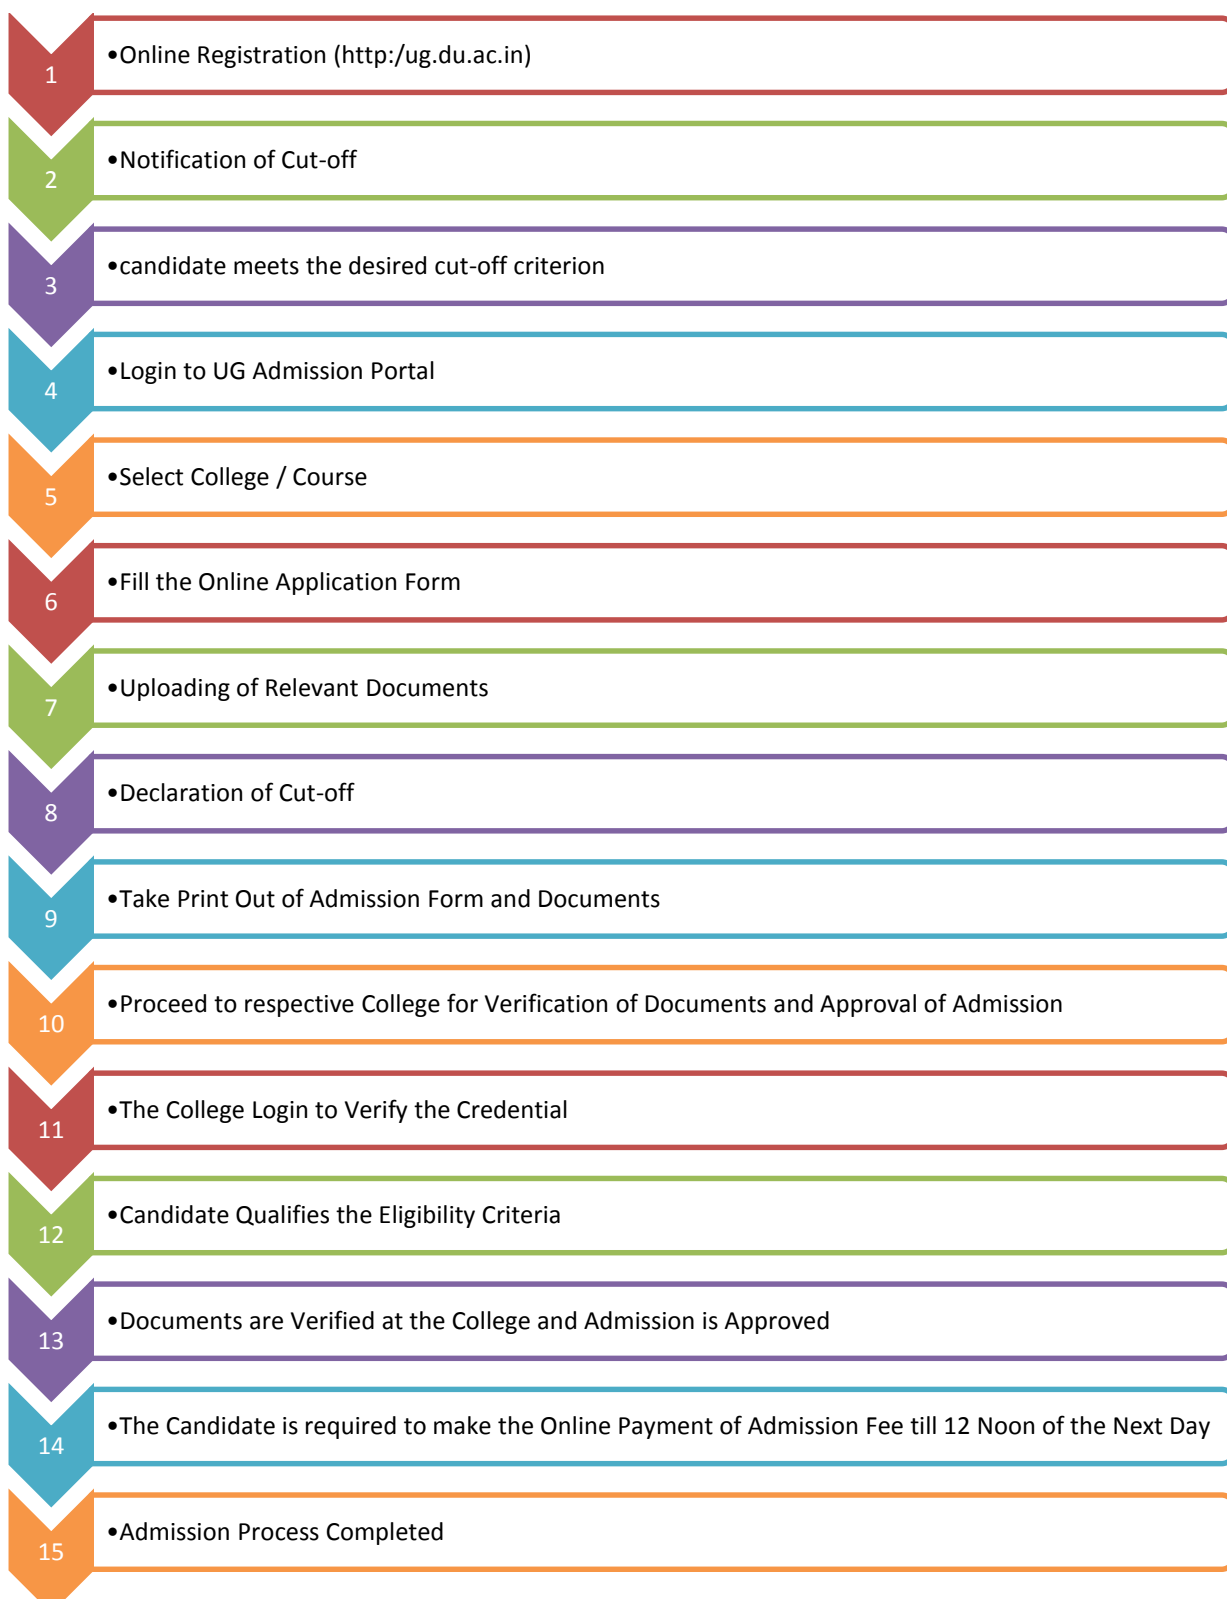 1
•Online Registration (http:/ug.du.ac.in)
2
•Notification of Cut-off
3
•candidate meets the desired cut-off criterion
4
•Login to UG Admission Portal
5
•Select College / Course
6
•Fill the Online Application Form
7
•Uploading of Relevant Documents
8
•Declaration of Cut-off
9
•Take Print Out of Admission Form and Documents
10
•Proceed to respective College for Verification of Documents and Approval of Admission
11
•The College Login to Verify the Credential
12
•Candidate Qualifies the Eligibility Criteria
13
•Documents are Verified at the College and Admission is Approved
14
•The Candidate is required to make the Online Payment of Admission Fee till 12 Noon of the Next Day
15
•Admission Process Completed